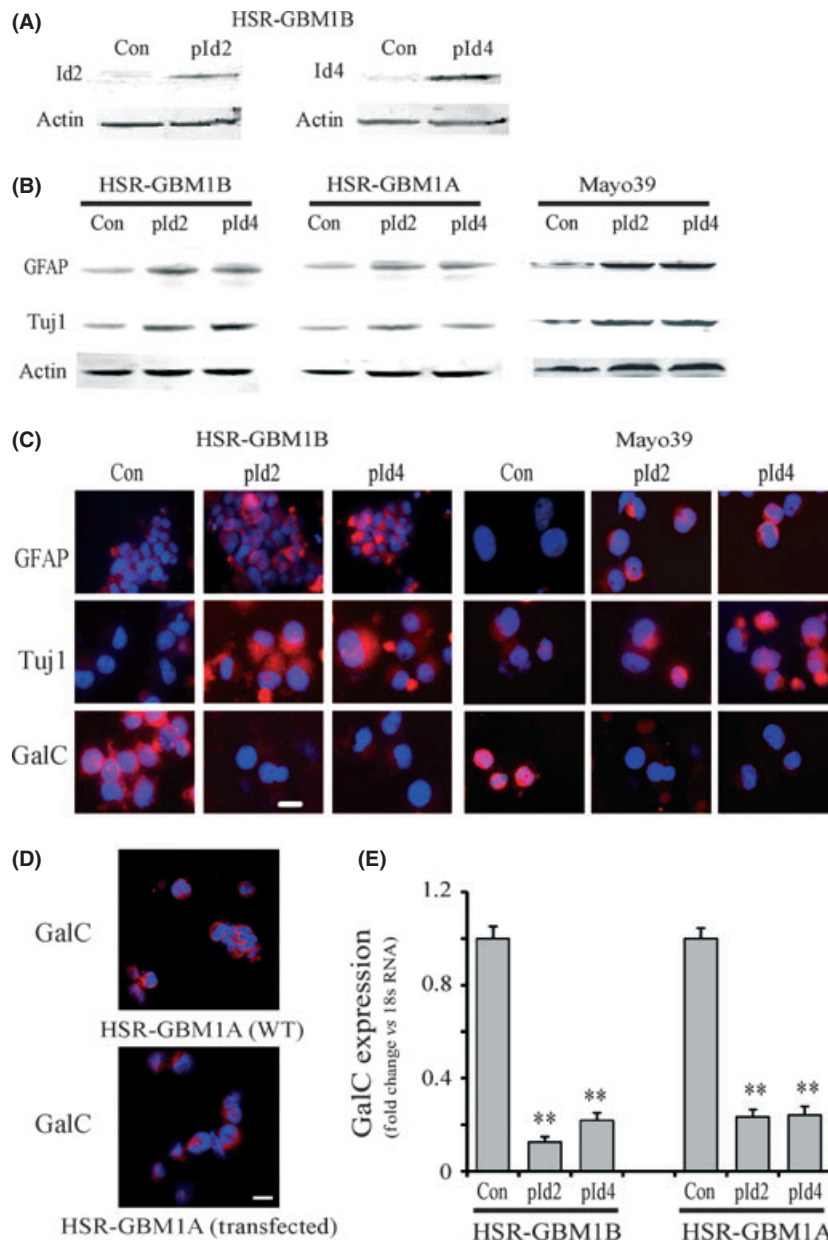 (A)
HSR-GBM1B
Con pId2 Con pId4
Id2 Id4
Actin Actin
(B)
HSR-GBM1B HSR-GBM1A Mayo39
Con pId2 pId4 Con pId2 pId4 Con pId2 pId4
GFAP
Tuj1
Actin
(C)
HSR-GBM1B Mayo39
Con pId2 pId4 Con pId2 pId4
GFAP
Tuj1
GalC
(D)
GalC
HSR-GBM1A (WT)
GalC
HSR-GBM1A (transfected)
(E)
GalC expression
(fold change vs 18s RNA)
1.2
0.8
0.4
0
** ** ** **
Con pId2 pId4 Con pId2 pId4
HSR-GBM1B HSR-GBM1A